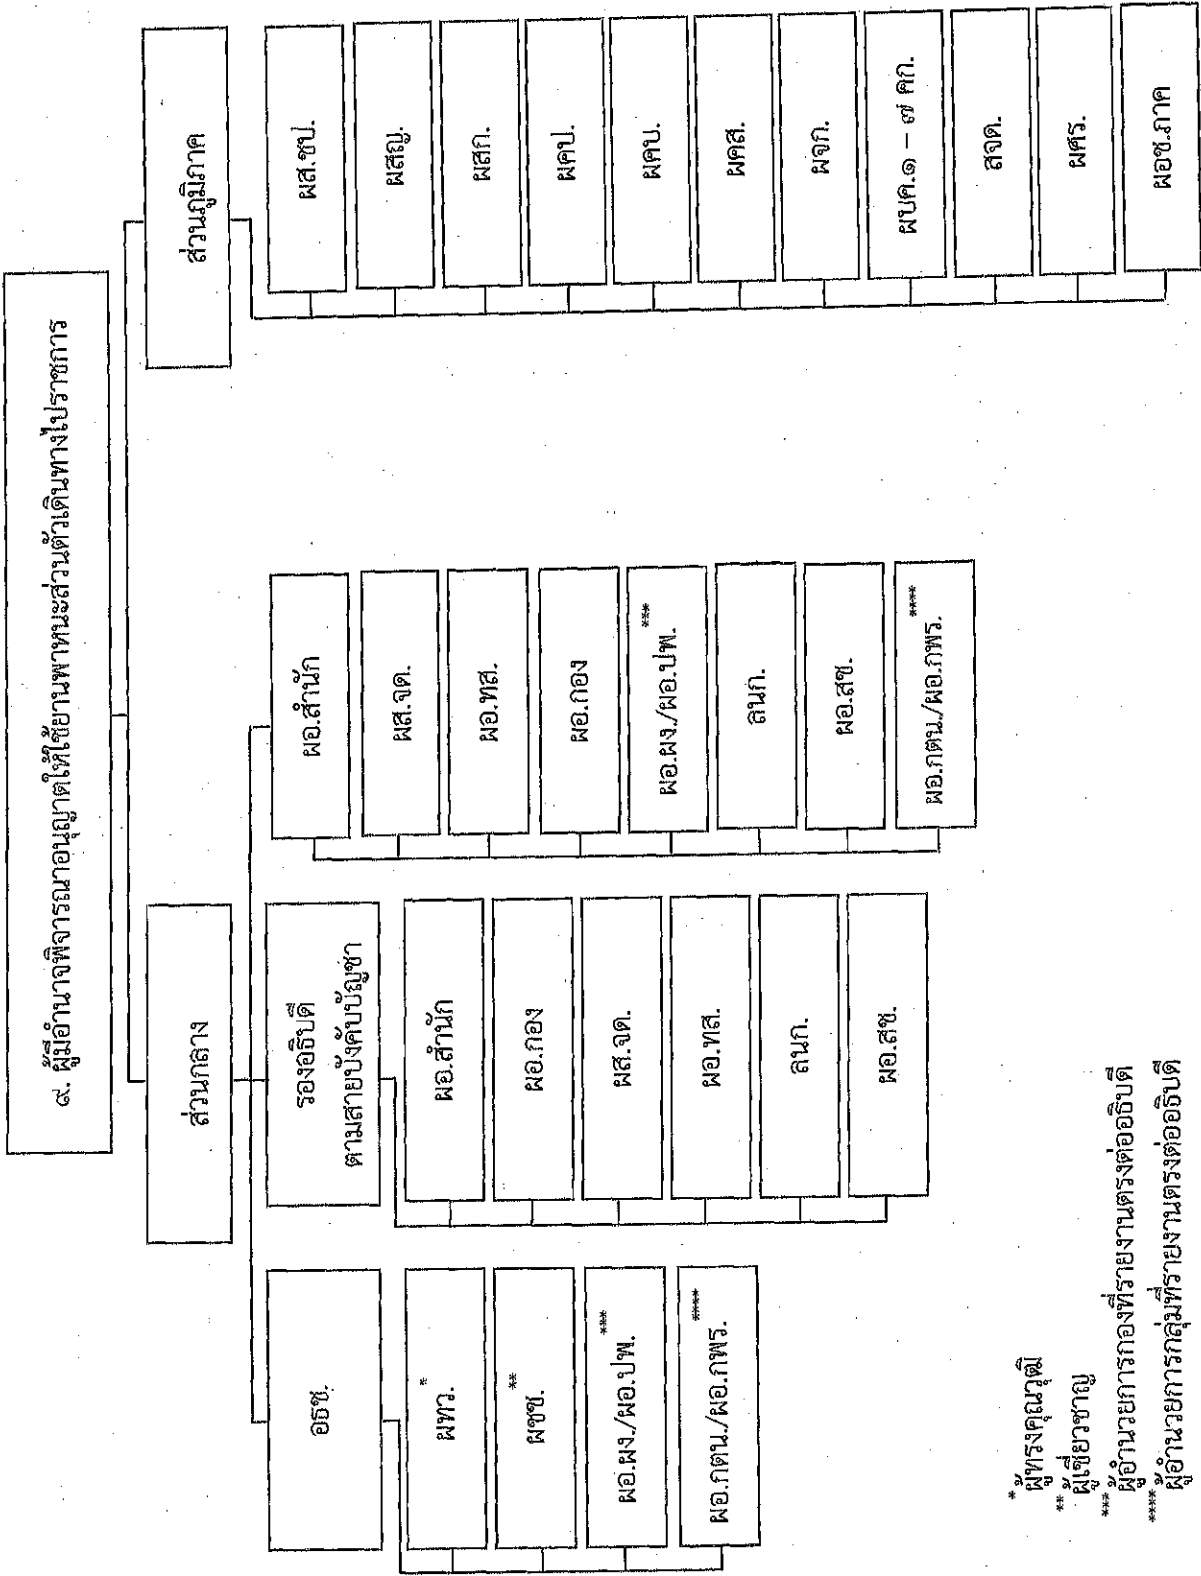 ๙. ผู้มีอำนาจพิจารณาอนุญาตให้ใช้ยานพาหนะส่วนตัวเดินทางไปราชการ
ส่วนกลาง
ส่วนภูมิภาค
อธช.
ผทว.*
ผชช.**
ผอ.ผง./ผอ.ปพ.***
ผอ.กตน./ผอ.กพร.****
รองอธิบดี
ตามสายบังคับบัญชา
ผอ.สำนัก
ผอ.กอง
ผส.จด.
ผอ.ทส.
ลนก.
ผอ.สช.
ผอ.สำนัก
ผส.จด.
ผอ.ทส.
ผอ.กอง
ผอ.ผง./ผอ.ปพ.***
ลนก.
ผอ.สช.
ผอ.กตน./ผอ.กพร.****
ผส.ชป.
ผสญ.
ผสก.
ผคป.
ผคบ.
ผคส.
ผจก.
ผบค.๑ – ๗ คก.
สจด.
ผศร.
ผอช.ภาค
* ผู้ทรงคุณวุฒิ
** ผู้เชี่ยวชาญ
*** ผู้อำนวยการกองที่รายงานตรงต่ออธิบดี
**** ผู้อำนวยการกลุ่มที่รายงานตรงต่ออธิบดี